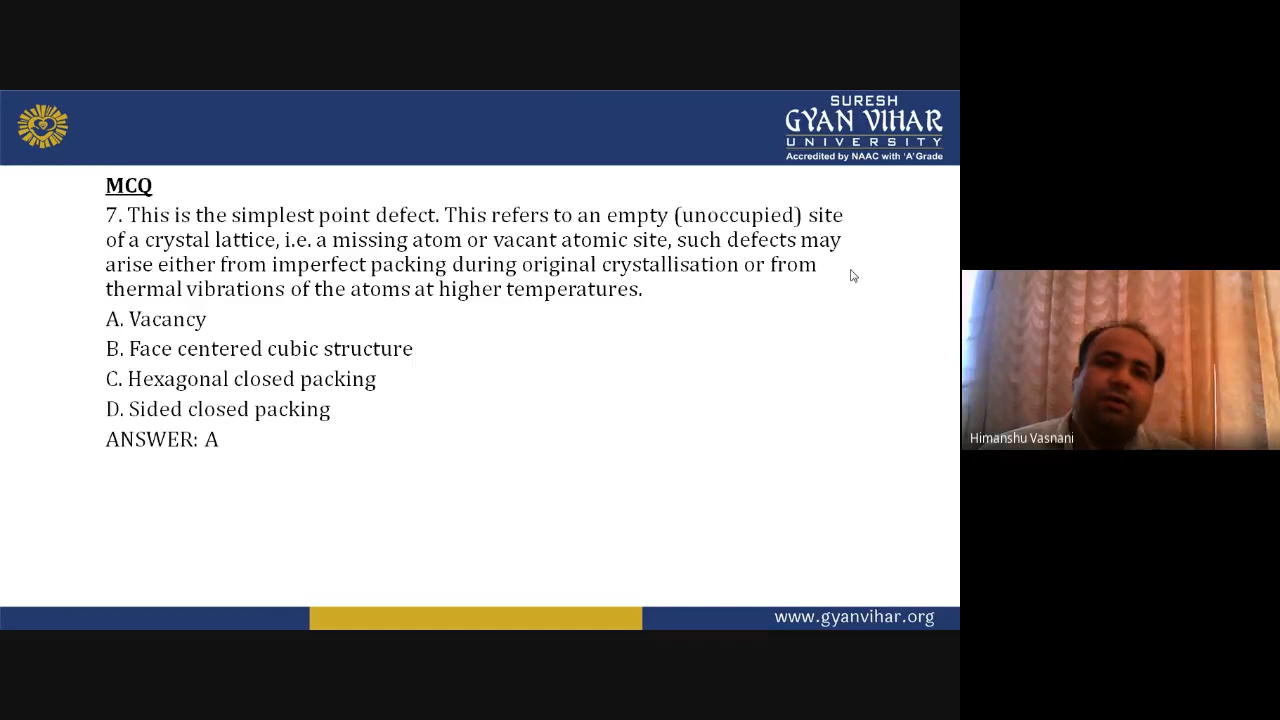 SURESH
GYAN VIHAR
UNIVERSITY
Accredited by NAAC with 'A' Grade
MCQ
7. This is the simplest point defect. This refers to an empty (unoccupied) site
of a crystal lattice, i.e. a missing atom or vacant atomic site, such defects may
arise either from imperfect packing during original crystallisation or from
thermal vibrations of the atoms at higher temperatures.
A. Vacancy
B. Face centered cubic structure
C. Hexagonal closed packing
D. Sided closed packing
ANSWER: A
Himanshu Vasnani
www.gyanvihar.org